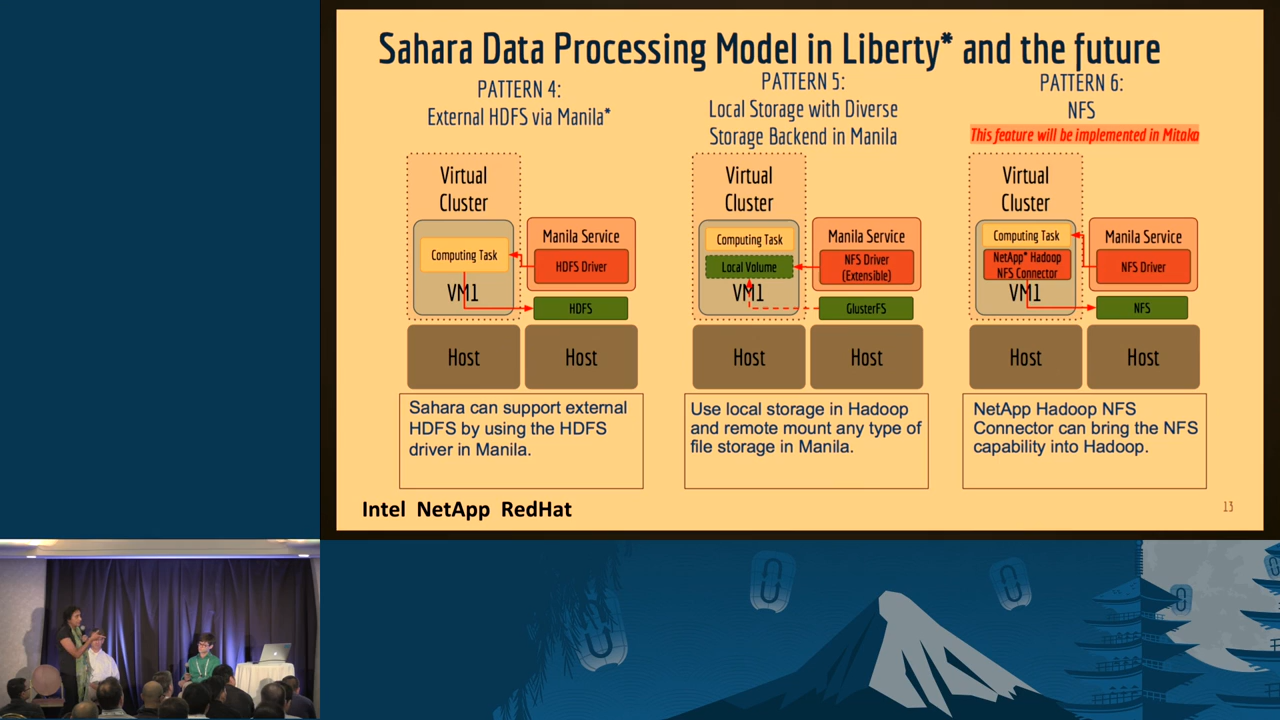 Sahara Data Processing Model in Liberty* and the future
PATTERN 4:
External HDFS via Manila*
Virtual
Cluster
Computing Task
VM1
Manila Service
HDFS Driver
HDFS
Host
Host
Sahara can support external
HDFS by using the HDFS
driver in Manila.
PATTERN 5:
Local Storage with Diverse
Storage Backend in Manila
Virtual
Cluster
Computing Task
Local Volume
VM1
Manila Service
NFS Driver
(Extensible)
GlusterFS
Host
Host
Use local storage in Hadoop
and remote mount any type of
file storage in Manila.
PATTERN 6:
NFS
This feature will be implemented in Mitaka
Virtual
Cluster
Computing Task
NetApp* Hadoop
NFS Connector
VM1
Manila Service
NFS Driver
NFS
Host
Host
NetApp Hadoop NFS
Connector can bring the NFS
capability into Hadoop.
Intel NetApp RedHat
13